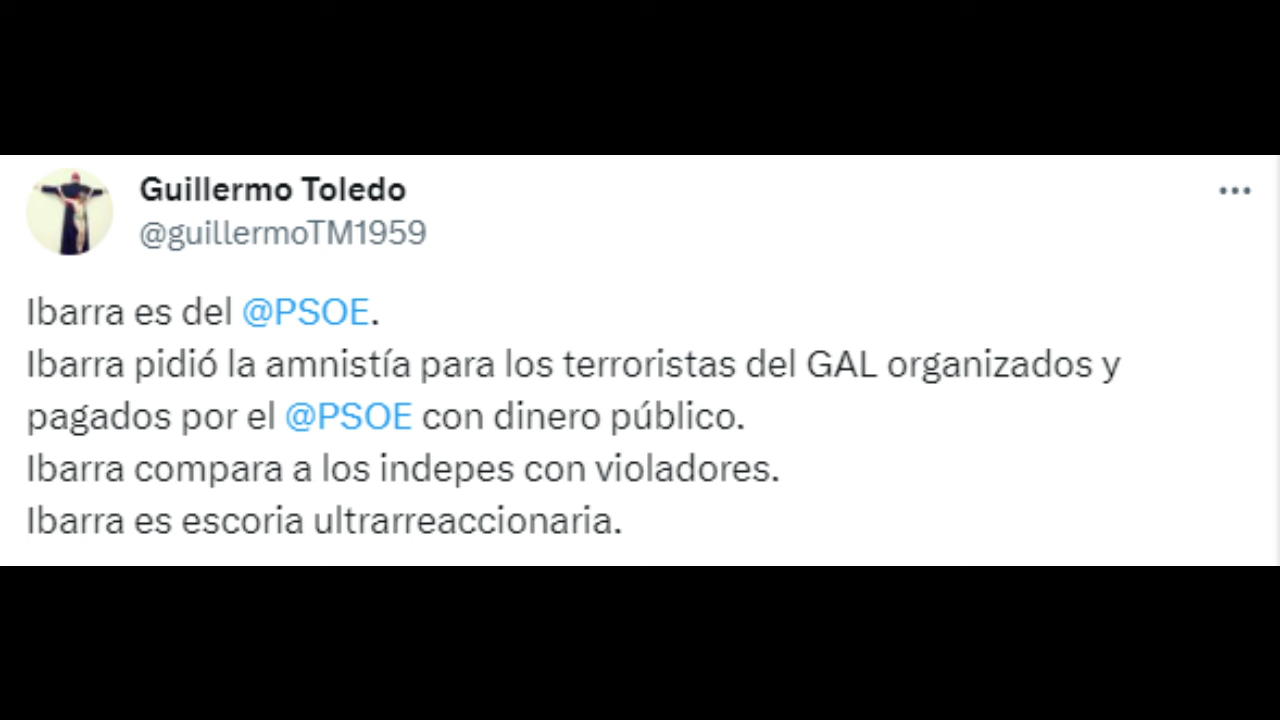 Guillermo Toledo
@guillermoTM1959
Ibarra es del @PSOE.
Ibarra pidió la amnistía para los terroristas del GAL organizados y
pagados por el @PSOE con dinero público.
Ibarra compara a los indepes con violadores.
Ibarra es escoria ultrarreaccionaria.